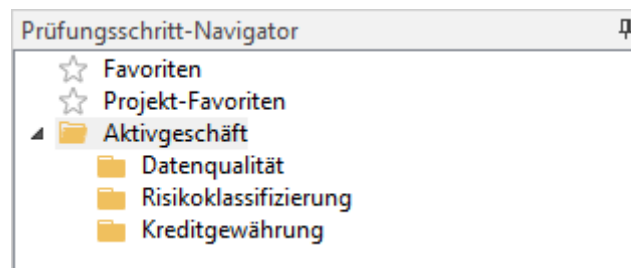 Prüfungsschritt-Navigator
Favoriten
Projekt-Favoriten
Aktivgeschäft
Datenqualität
Risikoklassifizierung
Kreditgewährung